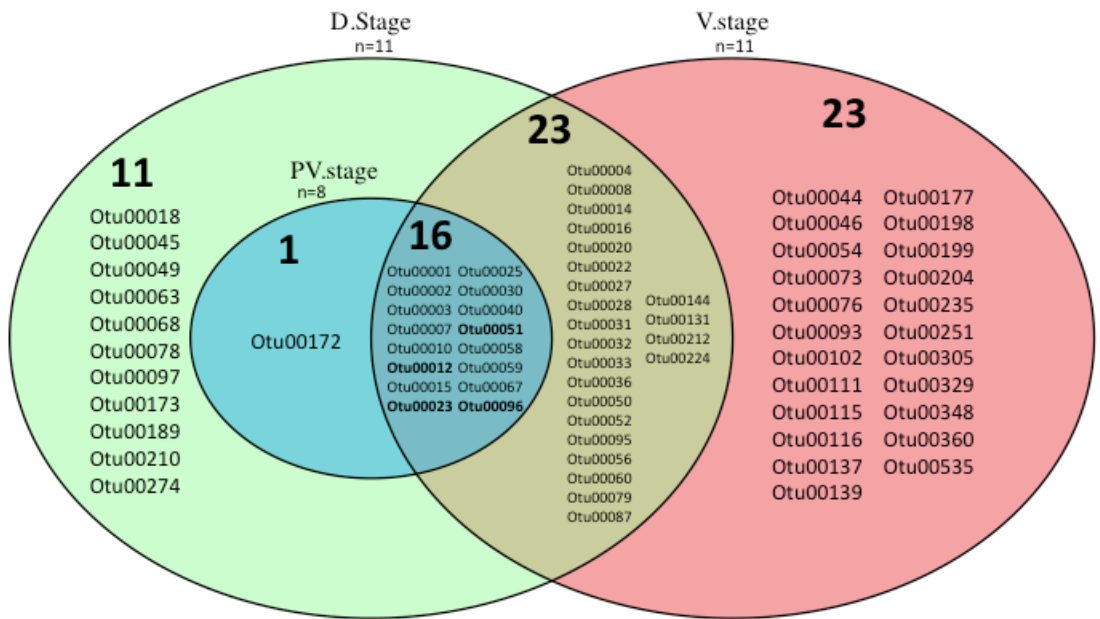 D.Stage
n=11
V.stage
n=11
11
Otu00018
Otu00045
Otu00049
Otu00063
Otu00068
Otu00078
Otu00097
Otu00173
Otu00189
Otu00210
Otu00274
PV.stage
n=8
1
Otu00172
16
Otu00001 Otu00025
Otu00002 Otu00030
Otu00003 Otu00040
Otu00007 Otu00051
Otu00010 Otu00058
Otu00012 Otu00059
Otu00015 Otu00067
Otu00023 Otu00096
23
Otu00004
Otu00008
Otu00014
Otu00016
Otu00020
Otu00022
Otu00027
Otu00028
Otu00031
Otu00032
Otu00033
Otu00036
Otu00050
Otu00052
Otu00095
Otu00056
Otu00060
Otu00079
Otu00087
Otu00144
Otu00131
Otu00212
Otu00224
23
Otu00044 Otu00177
Otu00046 Otu00198
Otu00054 Otu00199
Otu00073 Otu00204
Otu00076 Otu00235
Otu00093 Otu00251
Otu00102 Otu00305
Otu00111 Otu00329
Otu00115 Otu00348
Otu00116 Otu00360
Otu00137 Otu00535
Otu00139